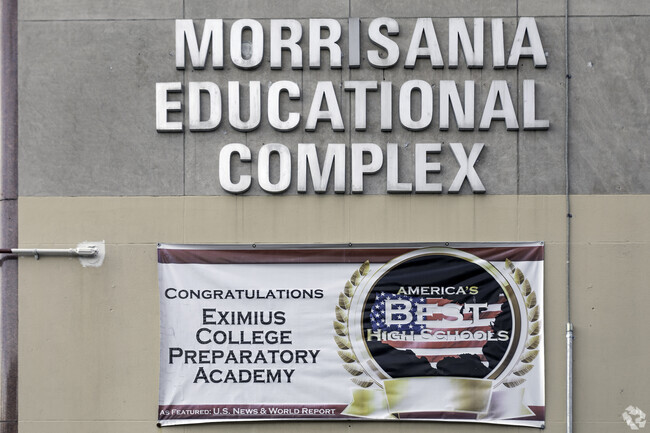 MORRISANIA
EDUCATIONAL
COMPLEX
CONGRATULATIONS
EXIMIUS
COLLEGE
PREPARATORY
ACADEMY
AS FEATURED: U.S. NEWS & WORLD REPORT
AMERICA'S
BEST
HIGH SCHOOLS